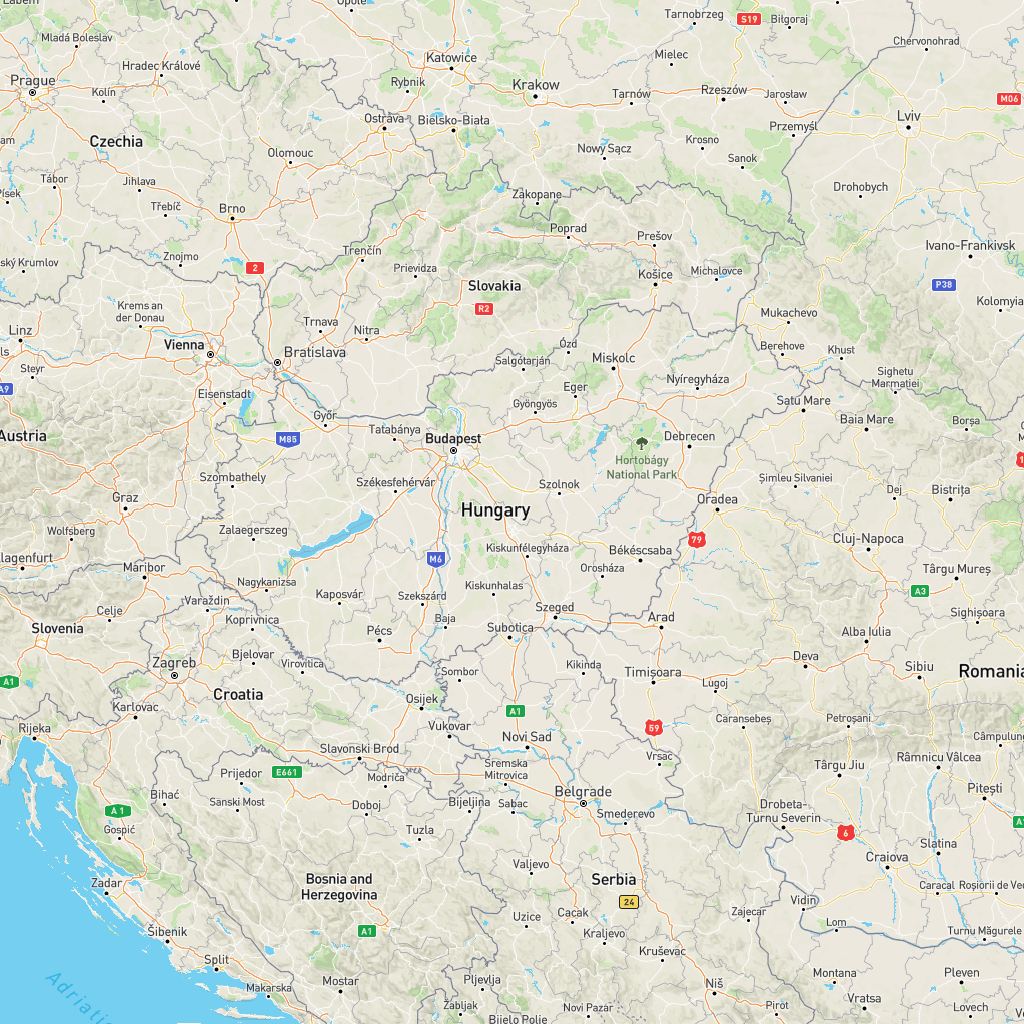 Opole
Tarnobrzeg
S19
Biłgoraj
Mladá Boleslav
Chervonohrad
Hradec Králové
Katowice
Mielec
Prague
Rybnik
Krakow
Kolín
Tarnów
Rzeszów
Jarosław
M06
Ostrava
Bielsko-Biała
Lviv
Czechia
Przemyśl
Krosno
Olomouc
Nowy Sącz
Sanok
Tábor
Jihlava
Drohobych
Písek
Třebíč
Zakopane
Brno
Poprad
Prešov
Ivano-Frankivsk
Znojmo
Trenčín
ský Krumlov
2
Prievidza
Košice
Michalovce
Slovakia
P38
Krems an
der Donau
R2
Kolomyia
Mukachevo
Linz
Trnava
Nitra
Vienna
Bratislava
Úzd
Berehove
Khust
Salgótarján
Miskolc
Steyr
Sighetu
Marmației
A9
Eger
Nyíregyháza
Eisenstadt
Gyöngyös
Satu Mare
Győr
Baia Mare
Borșa
Tatabánya
Austria
M85
Budapest
Debrecen
Hortobágy
National Park
Szombathely
Székesfehérvár
Szolnok
Șimleu Silvaniei
Dej
Bistrița
Graz
Oradea
Hungary
Wolfsberg
Zalaegerszeg
79
Cluj-Napoca
Kiskunfélegyháza
Békéscsaba
lagenfurt
M6
Maribor
Orosháza
Târgu Mureș
Nagykanizsa
Kiskunhalas
A3
Kaposvár
Szekszárd
Varaždin
Szeged
Celje
Sighișoara
Koprivnica
Baja
Arad
Slovenia
Pécs
Subotica
Alba Iulia
Bjelovar
Zagreb
Virovitica
Kikinda
Deva
Sombor
Timișoara
Sibiu
Romania
A1
Lugoj
Croatia
Osijek
Karlovac
A1
Caransebeș
Petroșani
Rijeka
Vukovar
59
Novi Sad
Câmpulung
Slavonski Brod
Vrsac
Râmnicu Vâlcea
Sremska
Mitrovica
Târgu Jiu
Prijedor
E661
Modriča
Pitești
Bihać
Belgrade
Sanski Most
Doboj
Bijeljina
Sabac
Drobeta-
Turnu Severin
A1
Smederevo
Gospić
Tuzla
6
Slatina
Craiova
Valjevo
Bosnia and
Herzegovina
Serbia
Zadar
Caracal
Roșiorii de Ve
24
Vidin
Uzice
Cacak
Zajecar
Lom
Šibenik
A1
Kraljevo
Turnu Măgurele
Kruševac
Split
Montana
Pleven
Mostar
Pljevlja
Makarska
Niš
Adriatic
Vratsa
Žabljak
Novi Pazar
Pirot
Lovech
Bijelo Polje